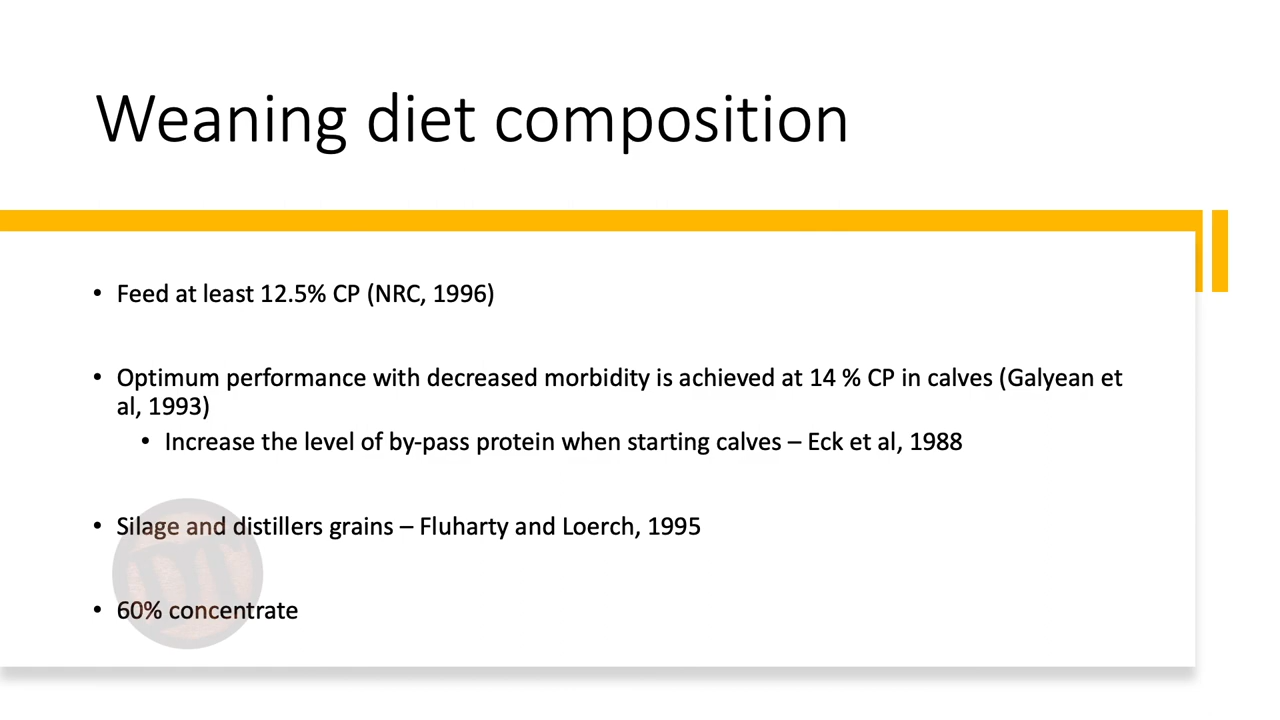 Weaning diet composition
• Feed at least 12.5% CP (NRC, 1996)
• Optimum performance with decreased morbidity is achieved at 14 % CP in calves (Galyean et
al, 1993)
• Increase the level of by-pass protein when starting calves – Eck et al, 1988
• Silage and distillers grains – Fluharty and Loerch, 1995
• 60% concentrate